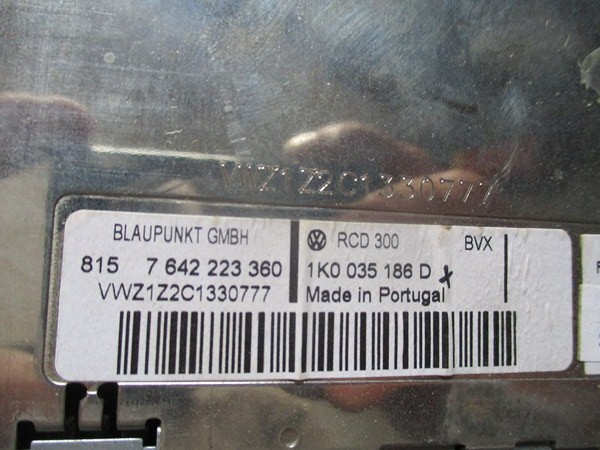 VWZ1Z2C1330777
BLAUPUNKT GMBH
815 7 642 223 360
VWZ1Z2C1330777
RCD 300 BVX
1K0 035 186 D
Made in Portugal